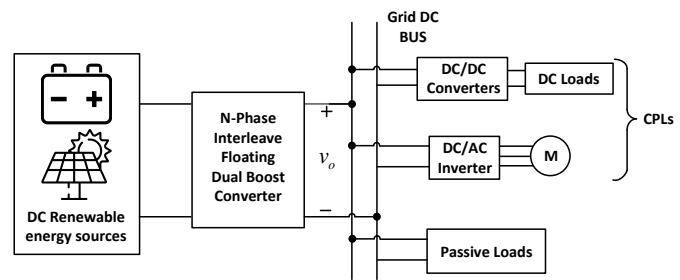 Grid DC
BUS
DC/DC
Converters
DC Loads
CPLs
N-Phase
Interleave
Floating
Dual Boost
Converter
+
v_o
−
DC/AC
Inverter
M
− +
DC Renewable
energy sources
Passive Loads